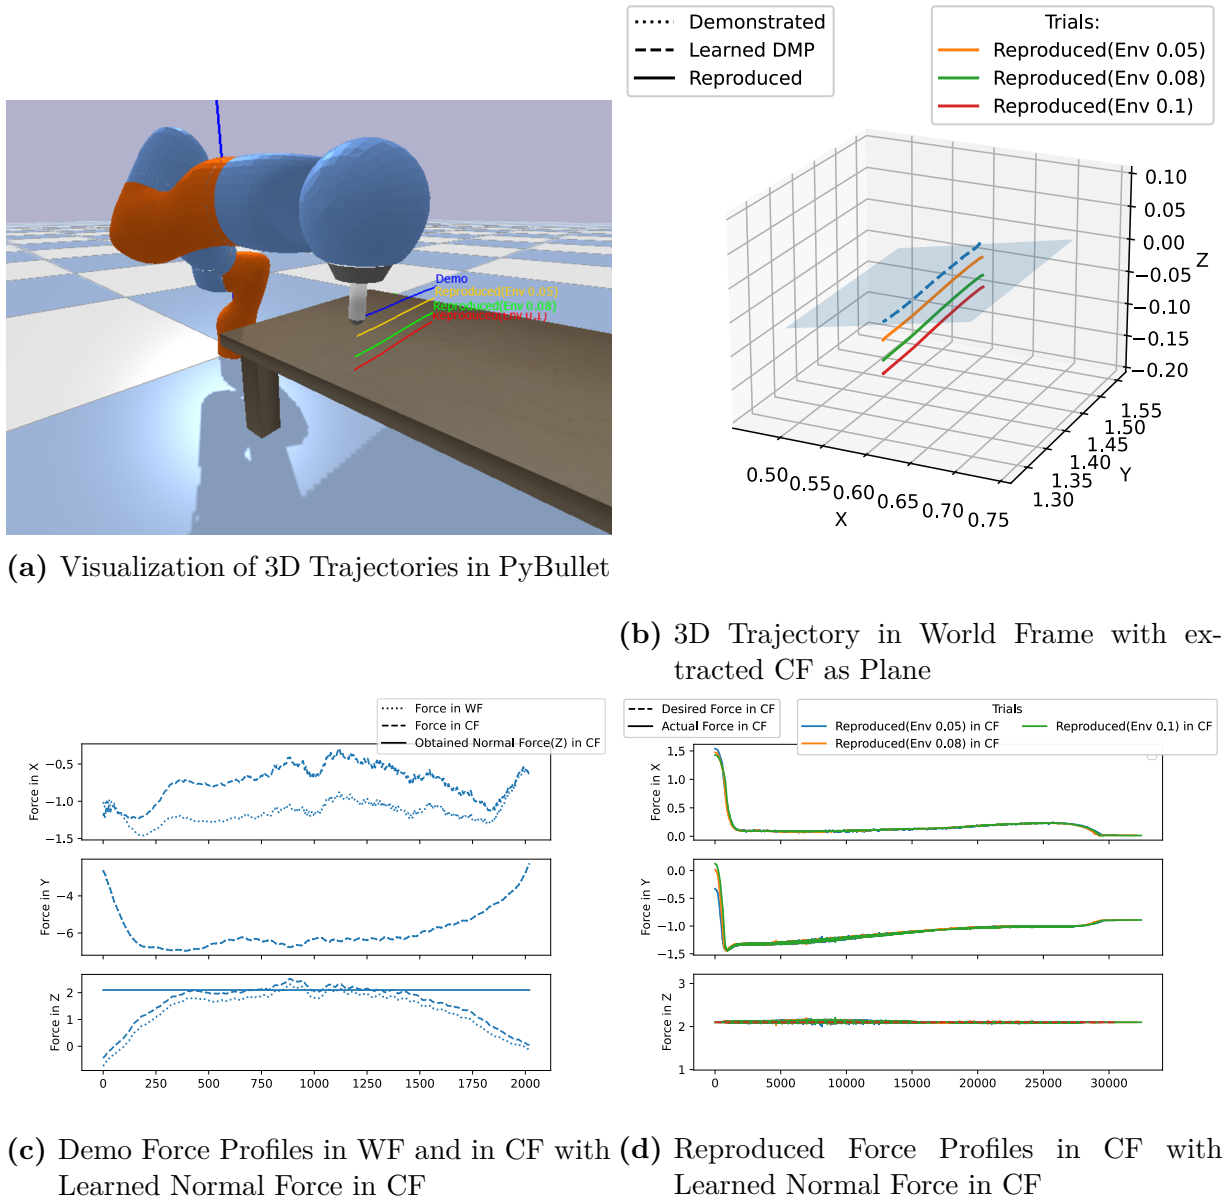 Demonstrated
Learned DMP
Reproduced
Trials:
Reproduced(Env 0.05)
Reproduced(Env 0.08)
Reproduced(Env 0.1)
Demo
Reproduced(Env 0.05)
Reproduced(Env 0.08)
Reproduced(Env 0.1)
0.10
0.05
0.00
Z
−0.05
−0.10
−0.15
−0.20
1.55
1.50
1.45
1.40
1.35
1.30
Y
0.50
0.55
0.60
0.65
0.70
0.75
X
(a) Visualization of 3D Trajectories in PyBullet
(b) 3D Trajectory in World Frame with ex-
tracted CF as Plane
Force in WF
Force in CF
Obtained Normal Force(Z) in CF
Force in X
−0.5
−1.0
−1.5
Force in Y
−4
−6
Force in Z
2
1
0
0
250
500
750
1000
1250
1500
1750
2000
Desired Force in CF
Actual Force in CF
Trials
Reproduced(Env 0.05) in CF
Reproduced(Env 0.08) in CF
Reproduced(Env 0.1) in CF
Force in X
1.5
1.0
0.5
0.0
Force in Y
0.0
−0.5
−1.0
−1.5
Force in Z
3
2
1
0
5000
10000
15000
20000
25000
30000
(c) Demo Force Profiles in WF and in CF with
Learned Normal Force in CF
(d) Reproduced Force Profiles in CF with
Learned Normal Force in CF